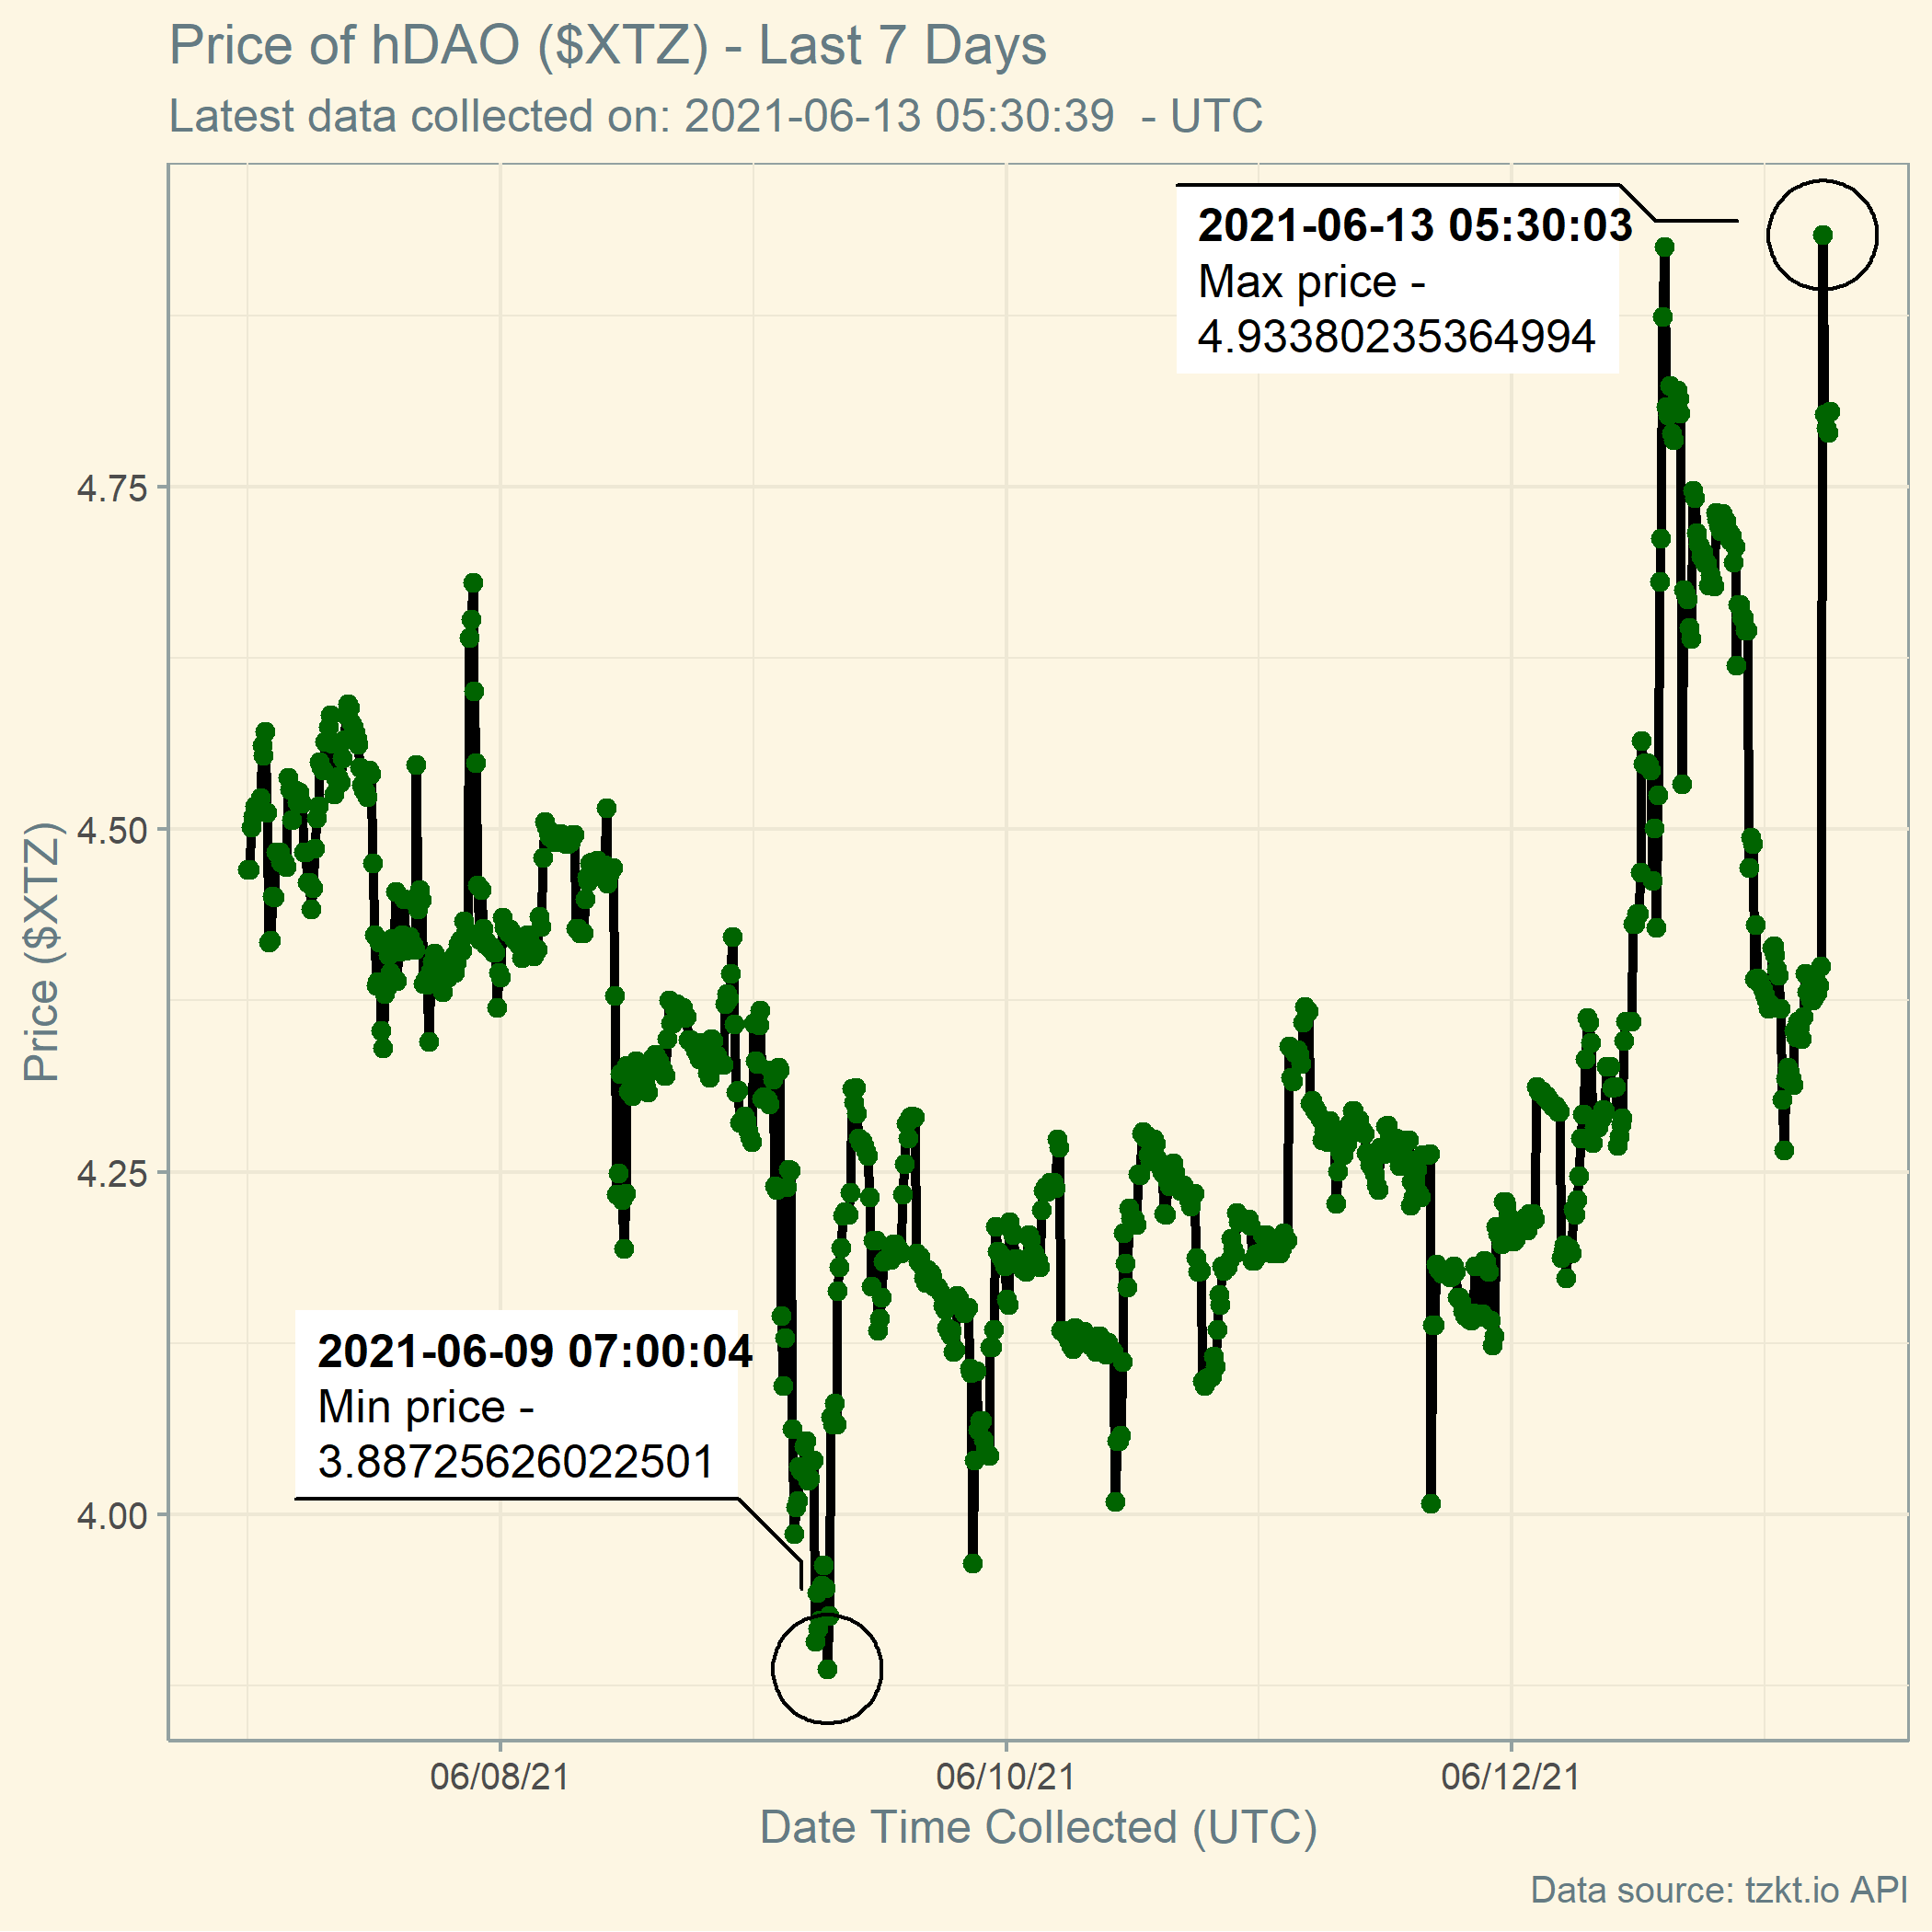 Price of hDAO ($XTZ) - Last 7 Days
Latest data collected on: 2021-06-13 05:30:39  - UTC
2021-06-13 05:30:03
Max price -
4.93380235364994
4.75
4.50
4.25
4.00
Price ($XTZ)
2021-06-09 07:00:04
Min price -
3.88725626022501
06/08/21
06/10/21
06/12/21
Date Time Collected (UTC)
Data source: tzkt.io API